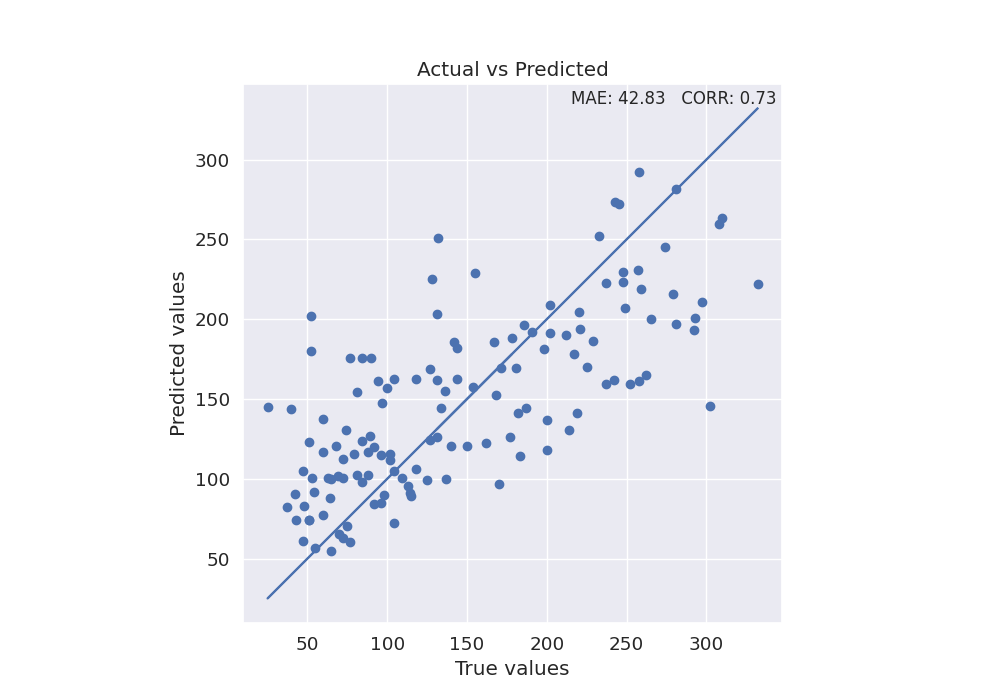 Actual vs Predicted
MAE: 42.83   CORR: 0.73
300
250
200
150
100
50
Predicted values
50 100 150 200 250 300
True values